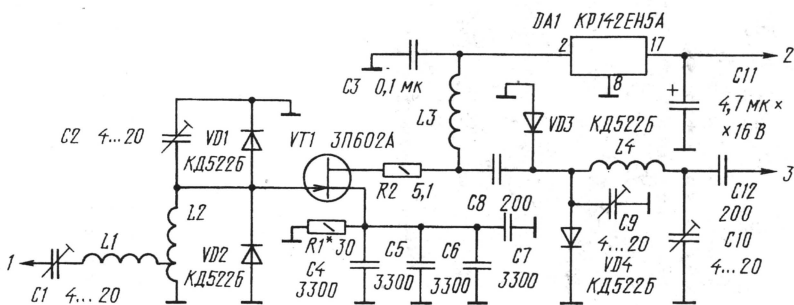 DA1 КР142ЕН5А
2
17
8
2
C3 0,1 мк
C11
4,7 мк ×
× 16 В
+
L3
VD3
КД522Б
L4
C2 4...20
VD1
КД522Б
VT1 3П602А
R2 5,1
C8
200
3
C12
200
L2
R1* 30
C9
4...20
C10
4...20
VD4
КД522Б
VD2
КД522Б
C4
3300
C5
3300
C6
3300
C7
3300
1
L1
C1 4...20